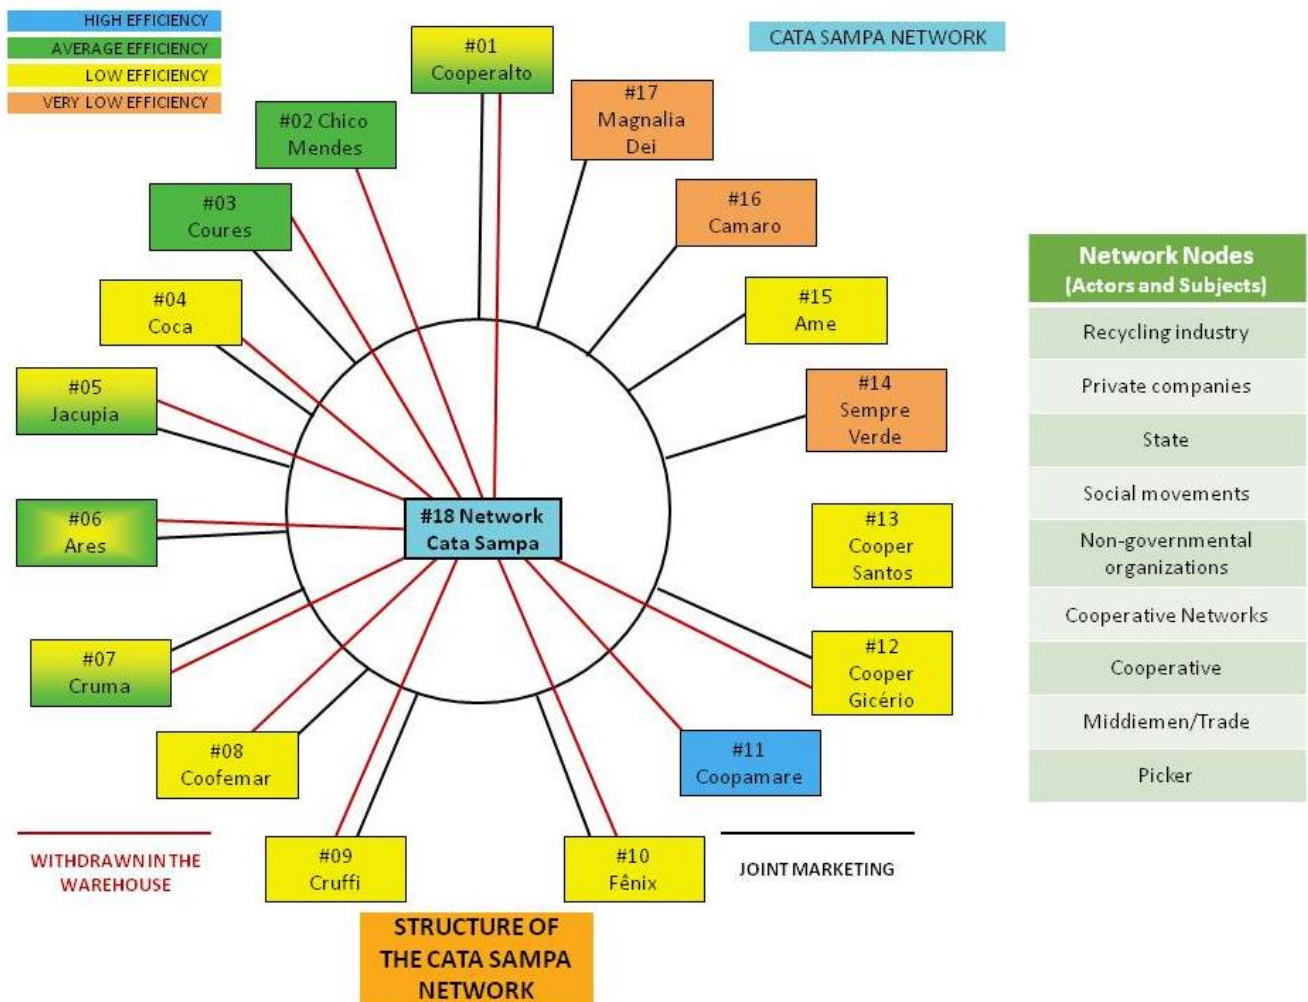 HIGH EFFICIENCY
AVERAGE EFFICIENCY
LOW EFFICIENCY
VERY LOW EFFICIENCY
CATA SAMPA NETWORK
#01
Cooperalto
#17
Magnalia
Dei
#02 Chico
Mendes
#16
Camaro
#03
Coures
#15
Ame
#04
Coca
#14
Sempre
Verde
#05
Jacupia
#06
Ares
#18 Network
Cata Sampa
#13
Cooper
Santos
#07
Cruma
#12
Cooper
Gicério
#08
Coofemar
#11
Coopamare
#09
Cruffi
#10
Fênix
WITHDRAWN IN THE
WAREHOUSE
JOINT MARKETING
STRUCTURE OF
THE CATA SAMPA
NETWORK
Network Nodes
(Actors and Subjects)
Recycling industry
Private companies
State
Social movements
Non-governmental
organizations
Cooperative Networks
Cooperative
Middiemen/Trade
Picker